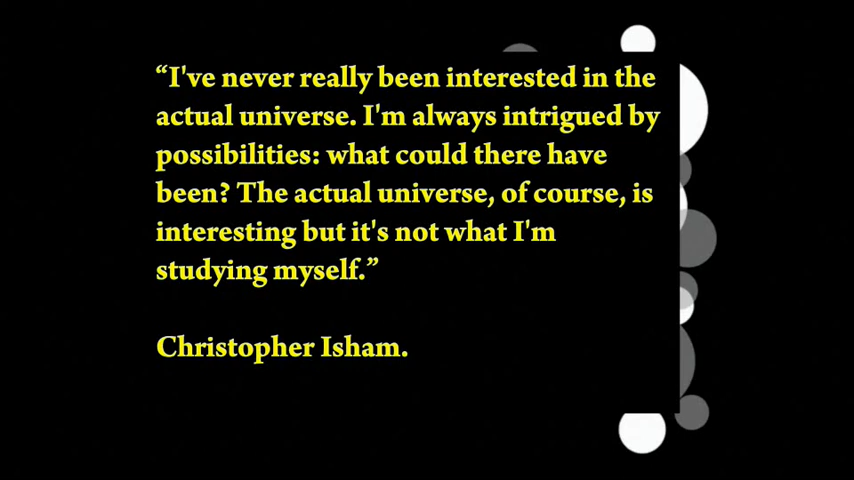 “I've never really been interested in the
actual universe. I'm always intrigued by
possibilities: what could there have
been? The actual universe, of course, is
interesting but it's not what I'm
studying myself.”
Christopher Isham.